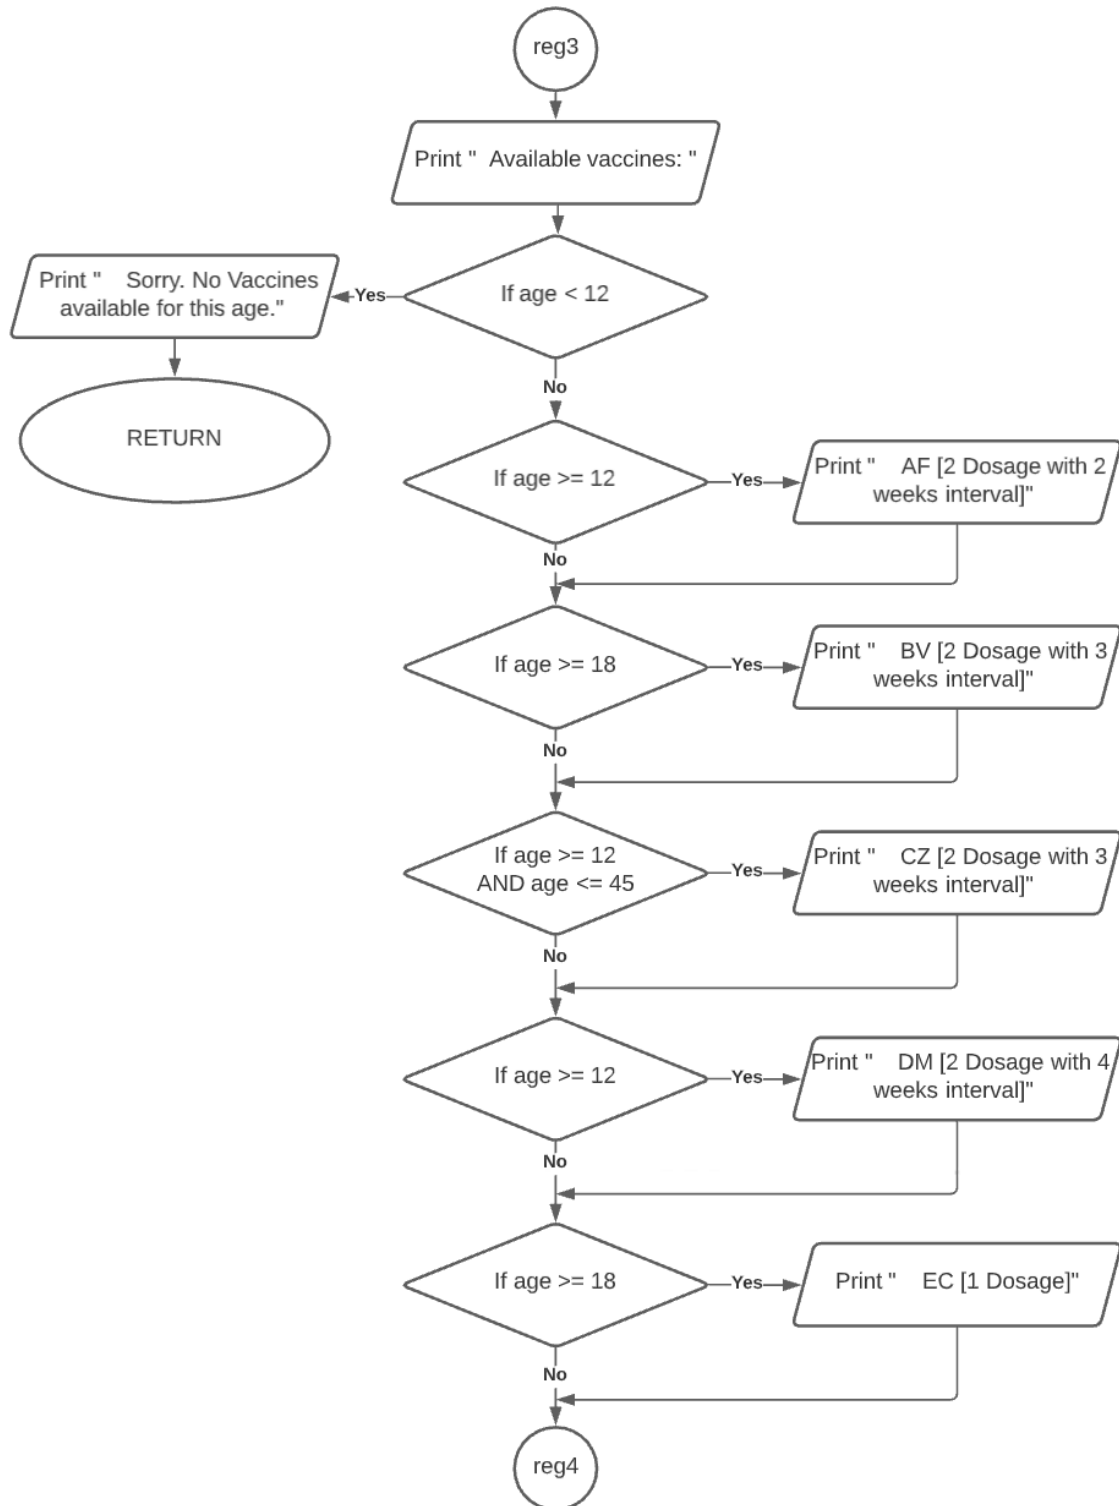 reg3
Print "  Available vaccines: "
If age < 12
Yes
Print "    Sorry. No Vaccines
available for this age."
RETURN
No
If age >= 12
Yes
Print "    AF [2 Dosage with 2
weeks interval]"
No
If age >= 18
Yes
Print "    BV [2 Dosage with 3
weeks interval]"
No
If age >= 12
AND age <= 45
Yes
Print "    CZ [2 Dosage with 3
weeks interval]"
No
If age >= 12
Yes
Print "    DM [2 Dosage with 4
weeks interval]"
No
If age >= 18
Yes
Print "    EC [1 Dosage]"
No
reg4